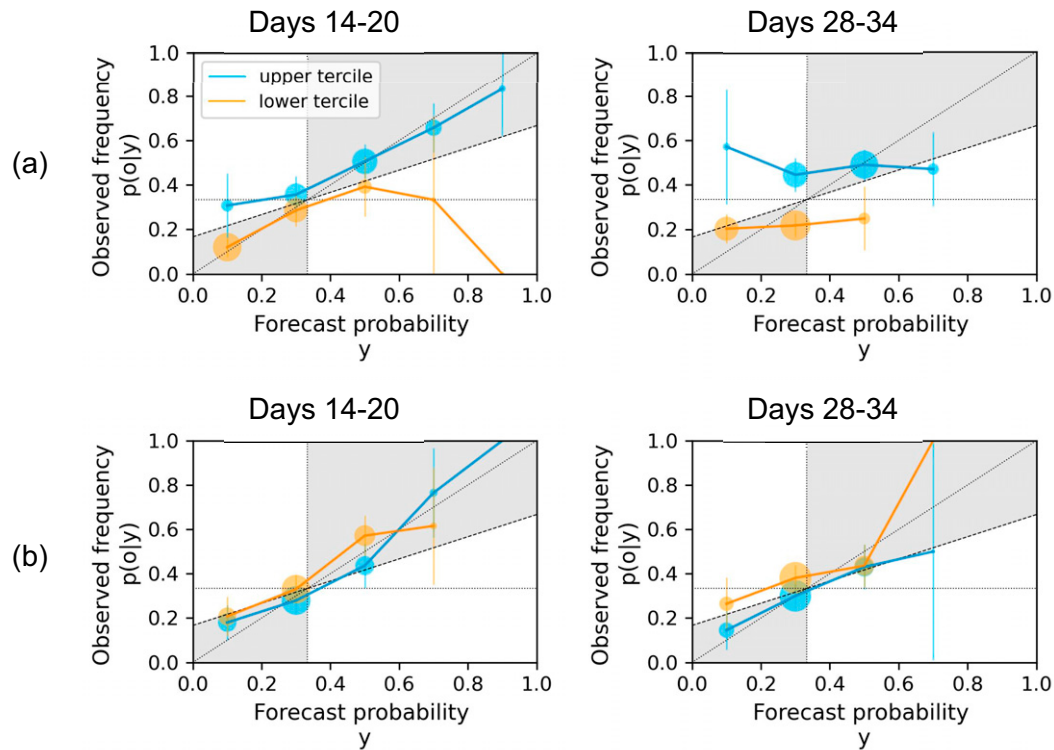 Days 14-20
Days 28-34
(a)
upper tercile
lower tercile
Observed frequency
p(o|y)
1.0
0.8
0.6
0.4
0.2
0.0
0.0 0.2 0.4 0.6 0.8 1.0
Forecast probability
y
Observed frequency
p(o|y)
1.0
0.8
0.6
0.4
0.2
0.0
0.0 0.2 0.4 0.6 0.8 1.0
Forecast probability
y
Days 14-20
Days 28-34
(b)
Observed frequency
p(o|y)
1.0
0.8
0.6
0.4
0.2
0.0
0.0 0.2 0.4 0.6 0.8 1.0
Forecast probability
y
Observed frequency
p(o|y)
1.0
0.8
0.6
0.4
0.2
0.0
0.0 0.2 0.4 0.6 0.8 1.0
Forecast probability
y